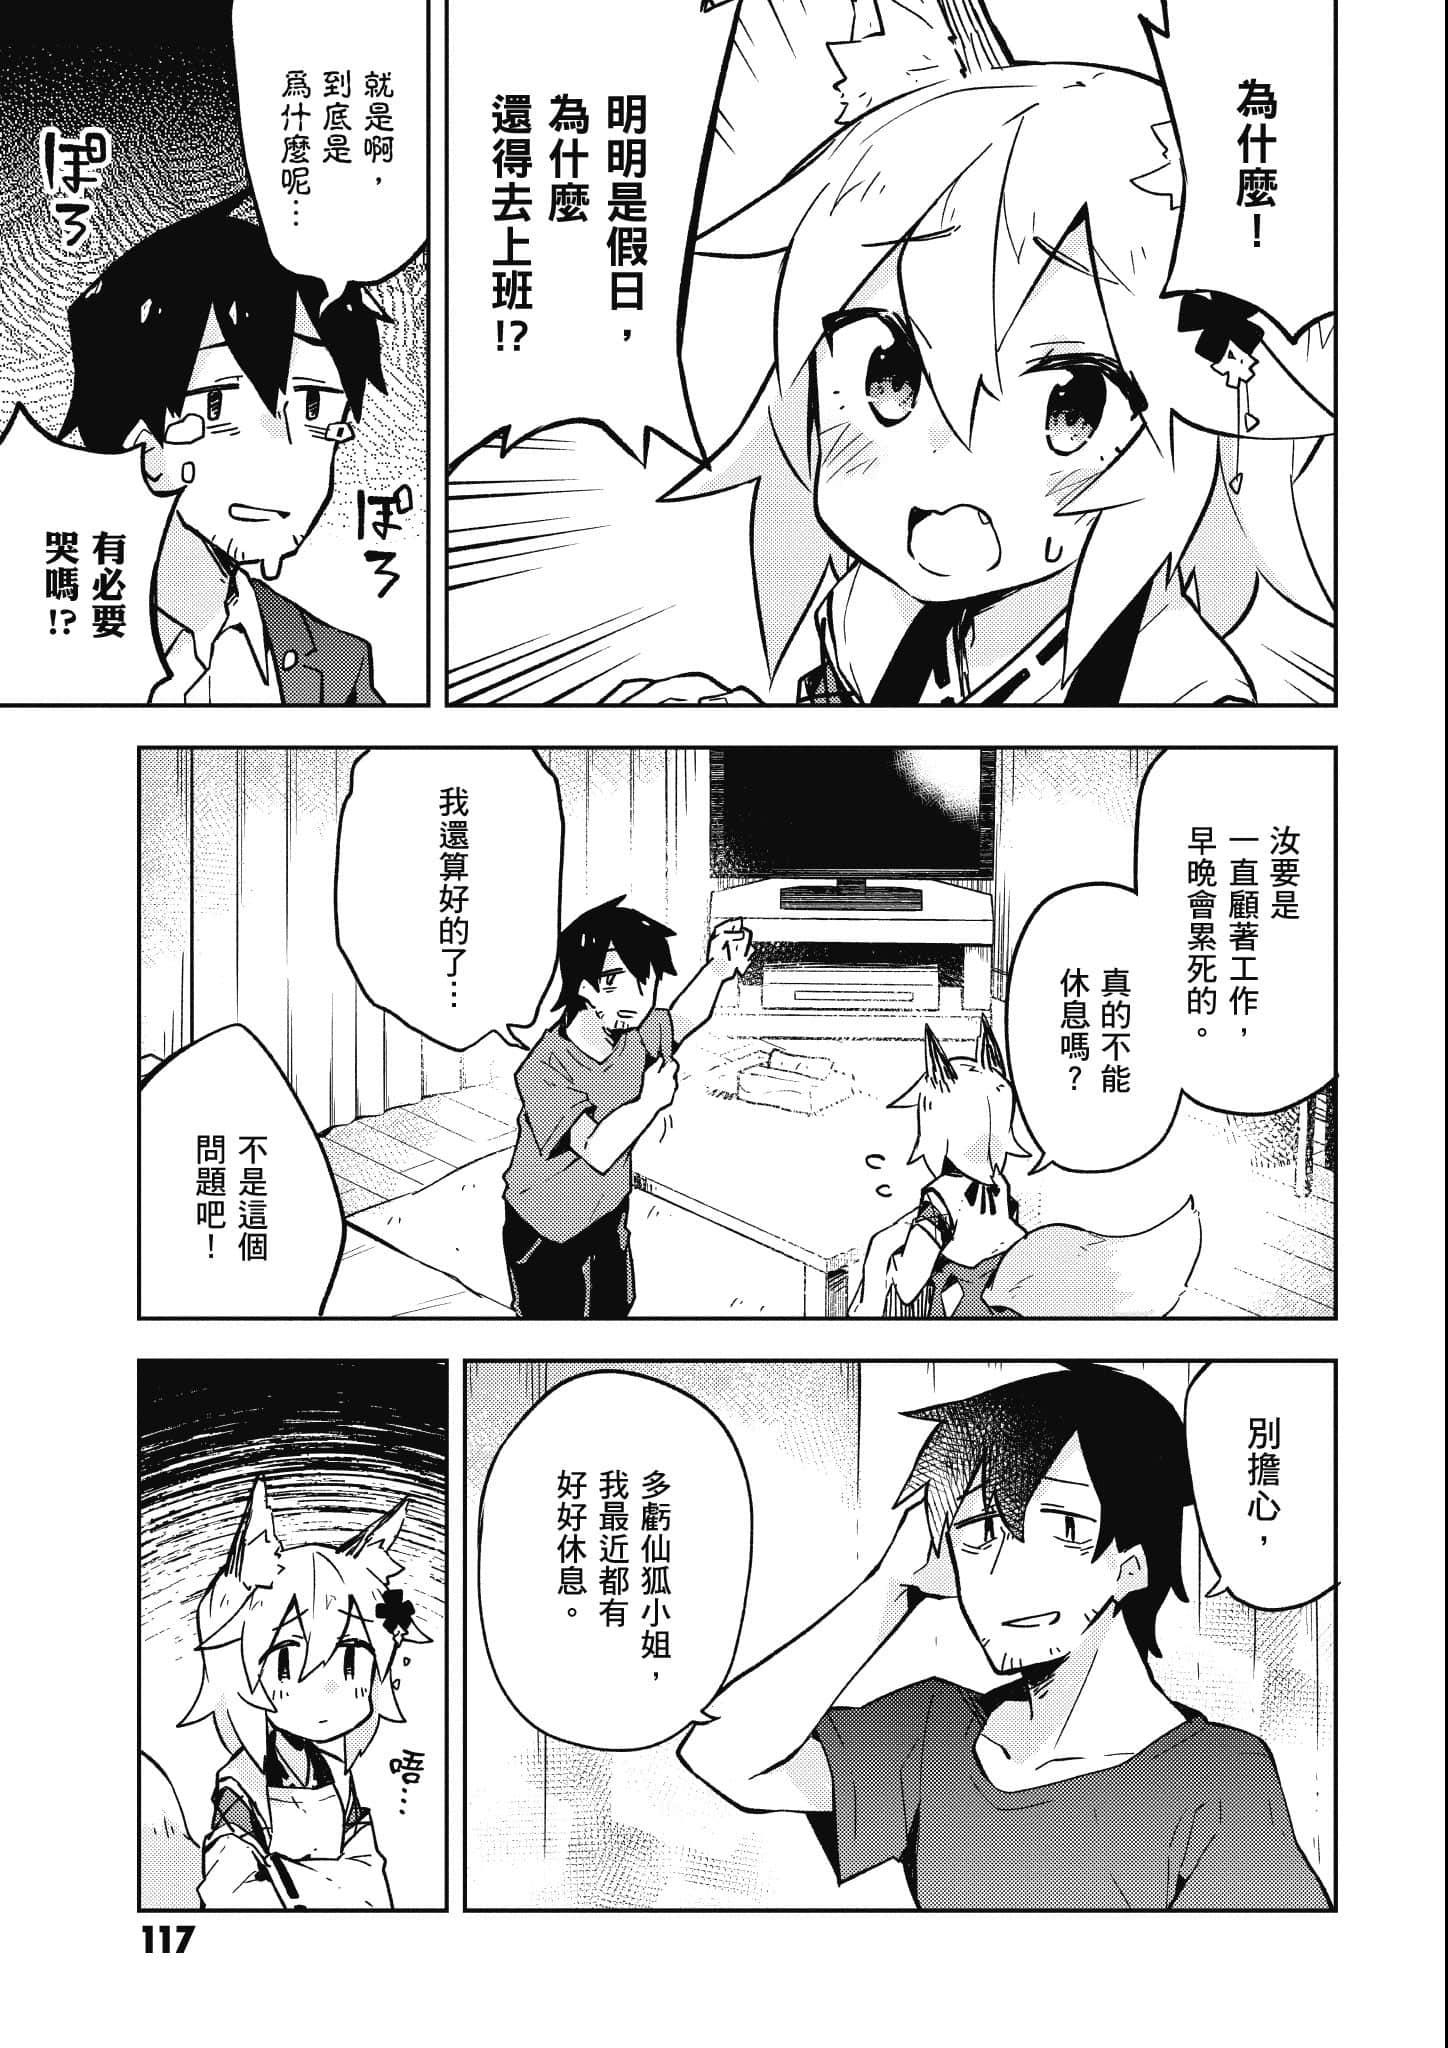 為什麼！
明明是假日，
為什麼
還得去上班!?
就是啊，
到底是
爲什麼呢…
ぽろ
ぽろ
有必要
哭嗎!?
汝要是
一直顧著工作，
早晚會累死的。
真的不能
休息嗎？
我還算好的了…
不是這個
問題吧！
別擔心，
多虧仙狐小姐，
我最近都有
好好休息。
唔…
117